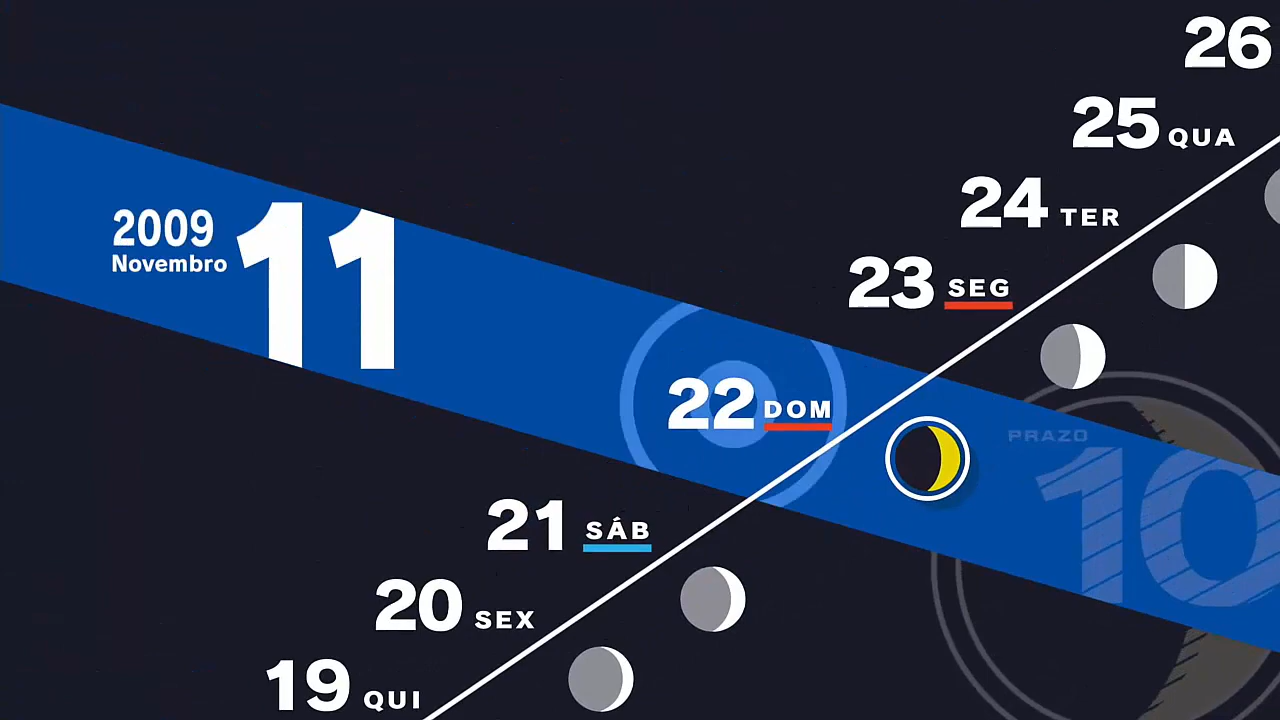 26
25 QUA
24 TER
23 SEG
2009
Novembro
11
22 DOM
PRAZO
10
21 SÁB
20 SEX
19 QUI